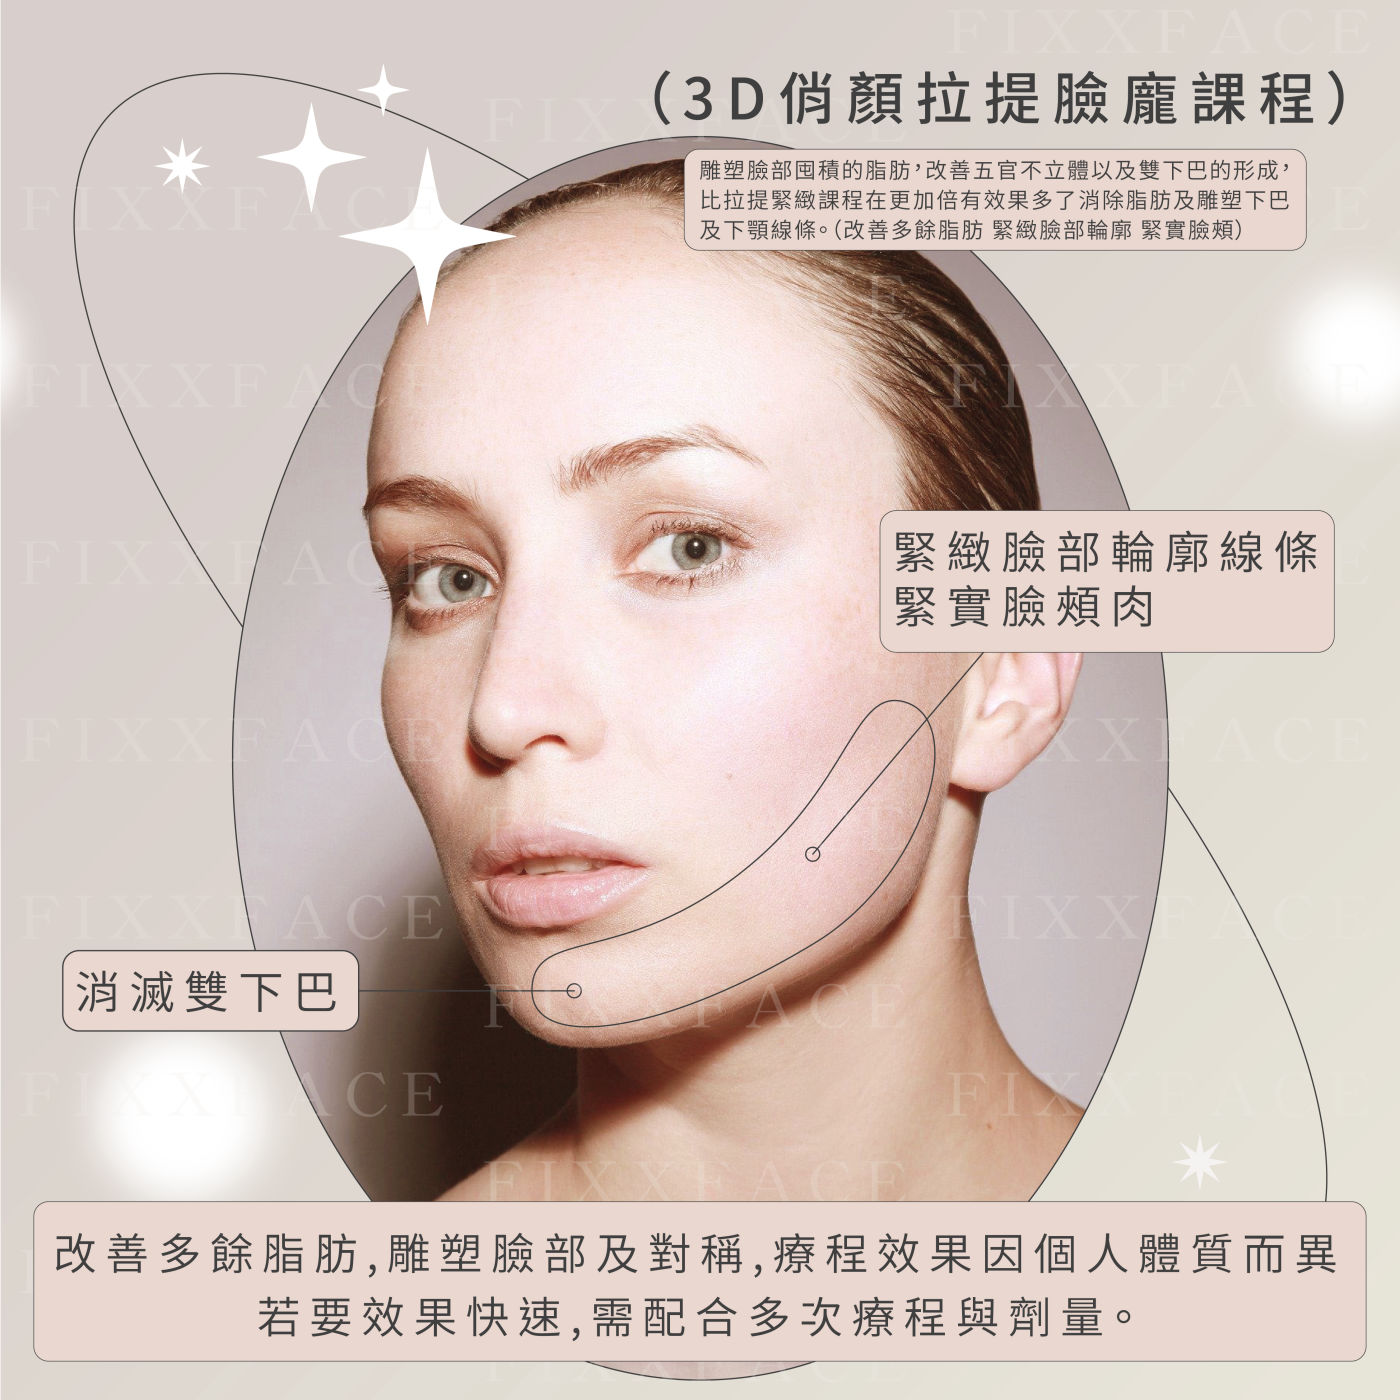 FIXXFACE
(3D俏顏拉提臉龐課程)
雕塑臉部囤積的脂肪,改善五官不立體以及雙下巴的形成,
比拉提緊緻課程在更加倍有效果多了消除脂肪及雕塑下巴
及下顎線條。(改善多餘脂肪 緊緻臉部輪廓 緊實臉頰)
緊緻臉部輪廓線條
緊實臉頰肉
消滅雙下巴
改善多餘脂肪,雕塑臉部及對稱,療程效果因個人體質而異
若要效果快速,需配合多次療程與劑量。